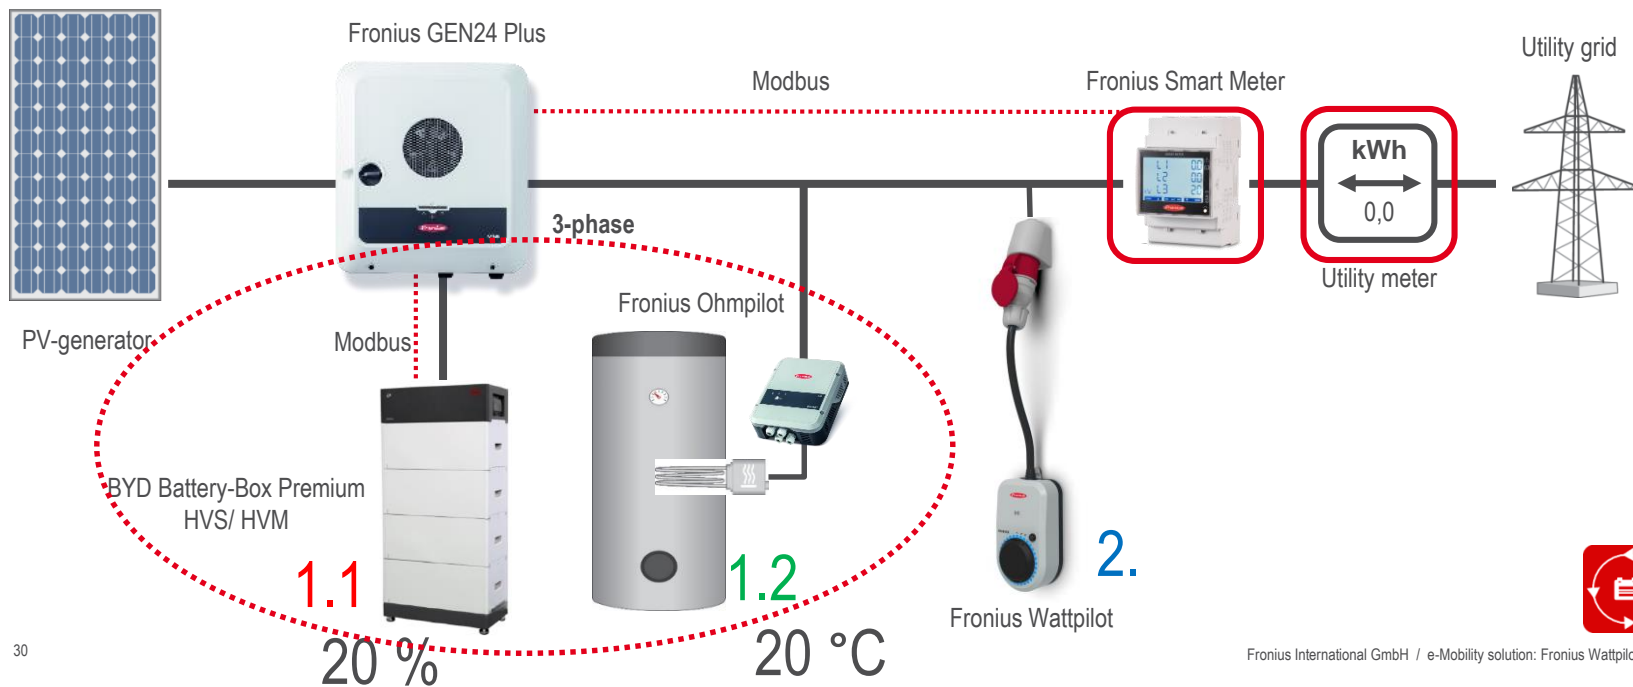 Fronius GEN24 Plus
Utility grid
Modbus
Fronius Smart Meter
kWh
0,0
3-phase
Utility meter
Fronius Ohmpilot
PV-generator
Modbus
BYD Battery-Box Premium
HVS/ HVM
1.1
1.2
2.
Fronius Wattpilot
20 %
20 °C
30
Fronius International GmbH / e-Mobility solution: Fronius Wattpilo